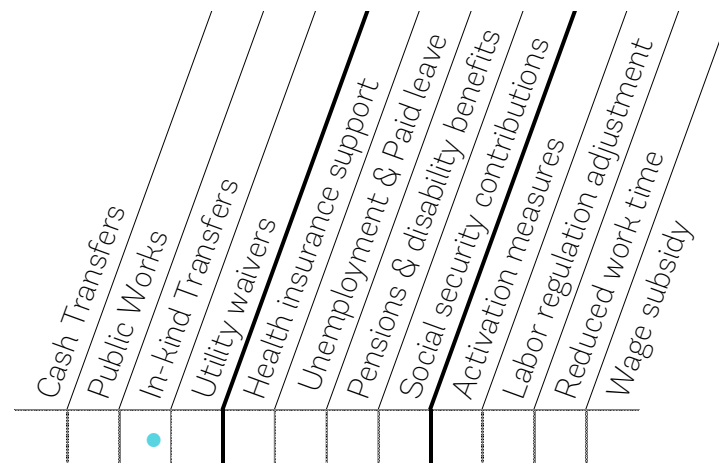 Cash Transfers
Public Works
In-kind Transfers
Utility waivers
Health insurance support
Unemployment & Paid leave
Pensions & disability benefits
Social security contributions
Activation measures
Labor regulation adjustment
Reduced work time
Wage subsidy